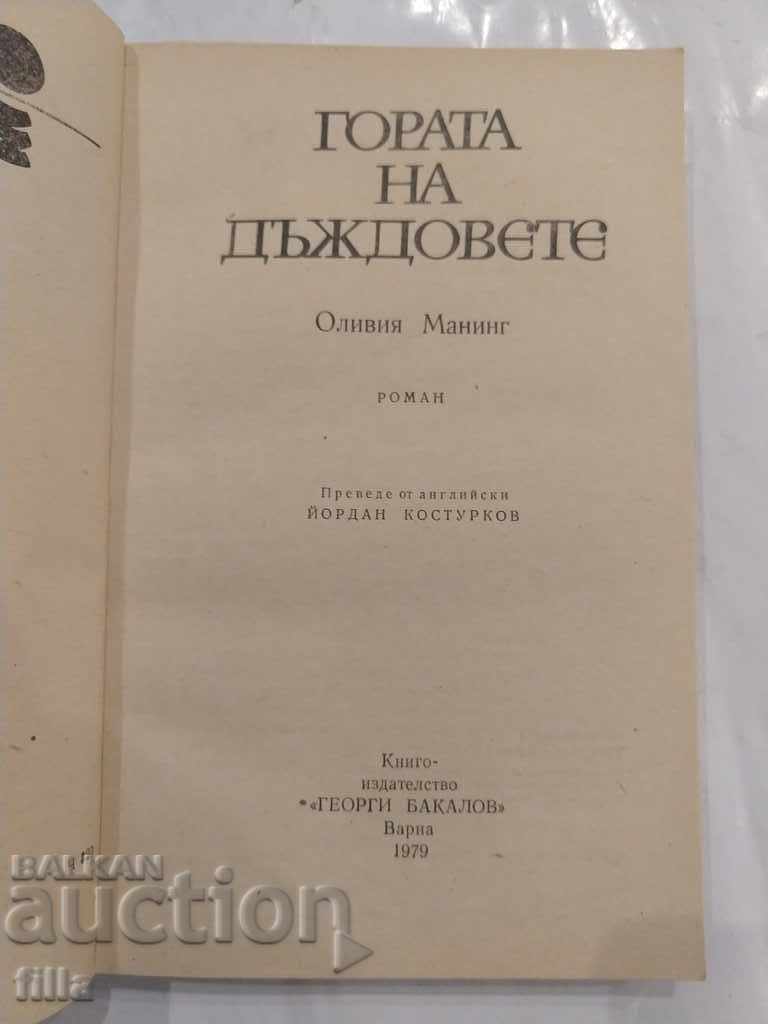 ГОРАТА
НА
ДЪЖДОВЕТЕ
Оливия Манинг
РОМАН
Преведе от английски
ЙОРДАН КОСТУРКОВ
Книго-
издателство
«ГЕОРГИ БАКАЛОВ»
Варна
1979
BALKAN
auction
filla